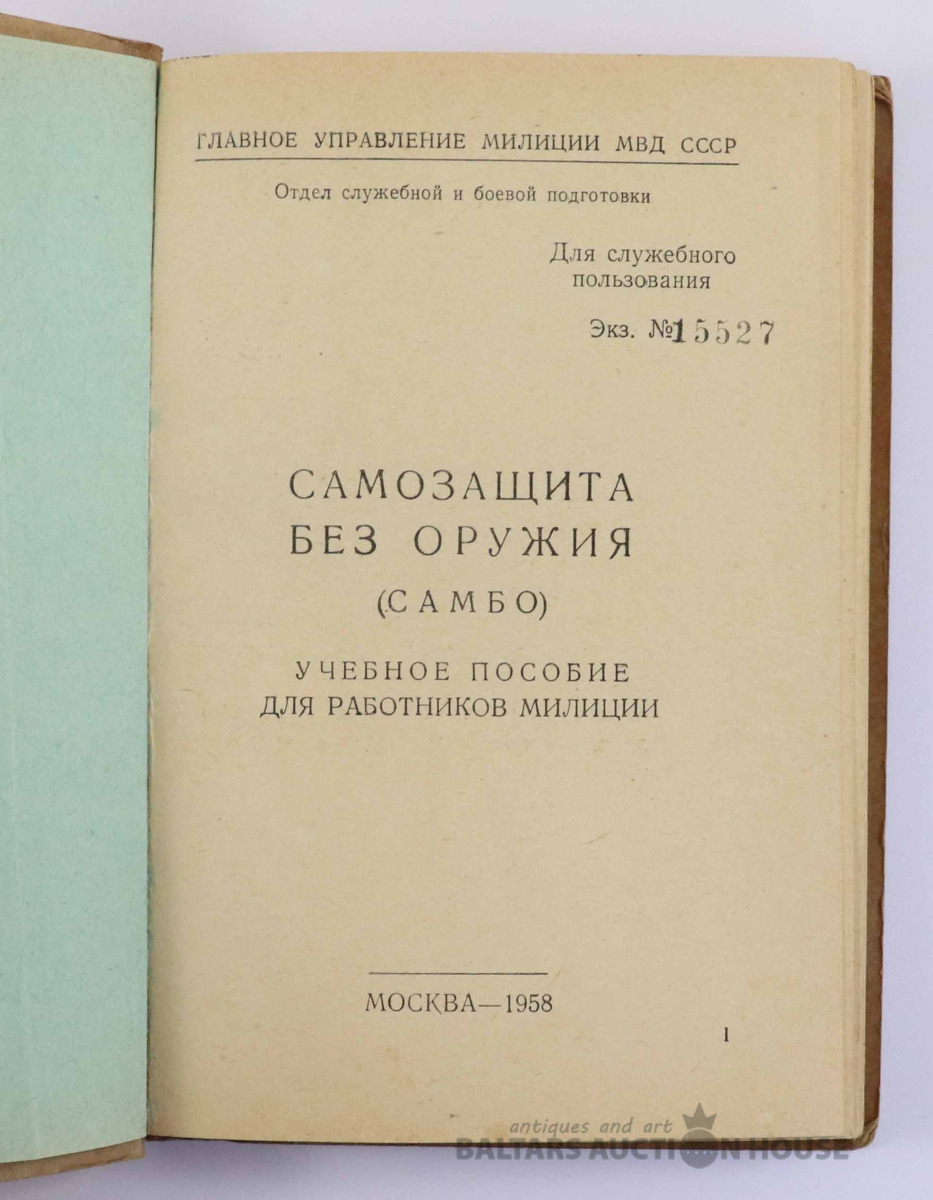 ГЛАВНОЕ УПРАВЛЕНИЕ МИЛИЦИИ МВД СССР
Отдел служебной и боевой подготовки
Для служебного
пользования
Экз. №15527
САМОЗАЩИТА
БЕЗ ОРУЖИЯ
(САМБО)
УЧЕБНОЕ ПОСОБИЕ
ДЛЯ РАБОТНИКОВ МИЛИЦИИ
МОСКВА—1958
1
antiques and art
BALTARS AUCTION HOUSE